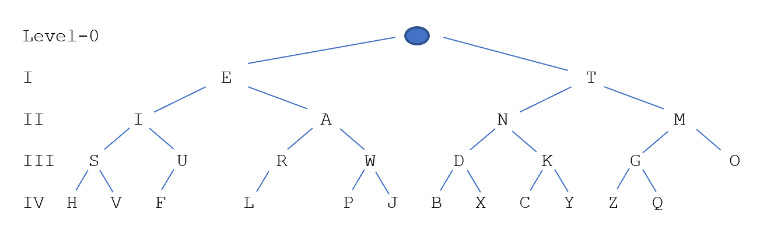 Level-0
I E T
II I A N M
III S U R W D K G O
IV H V F L P J B X C Y Z Q